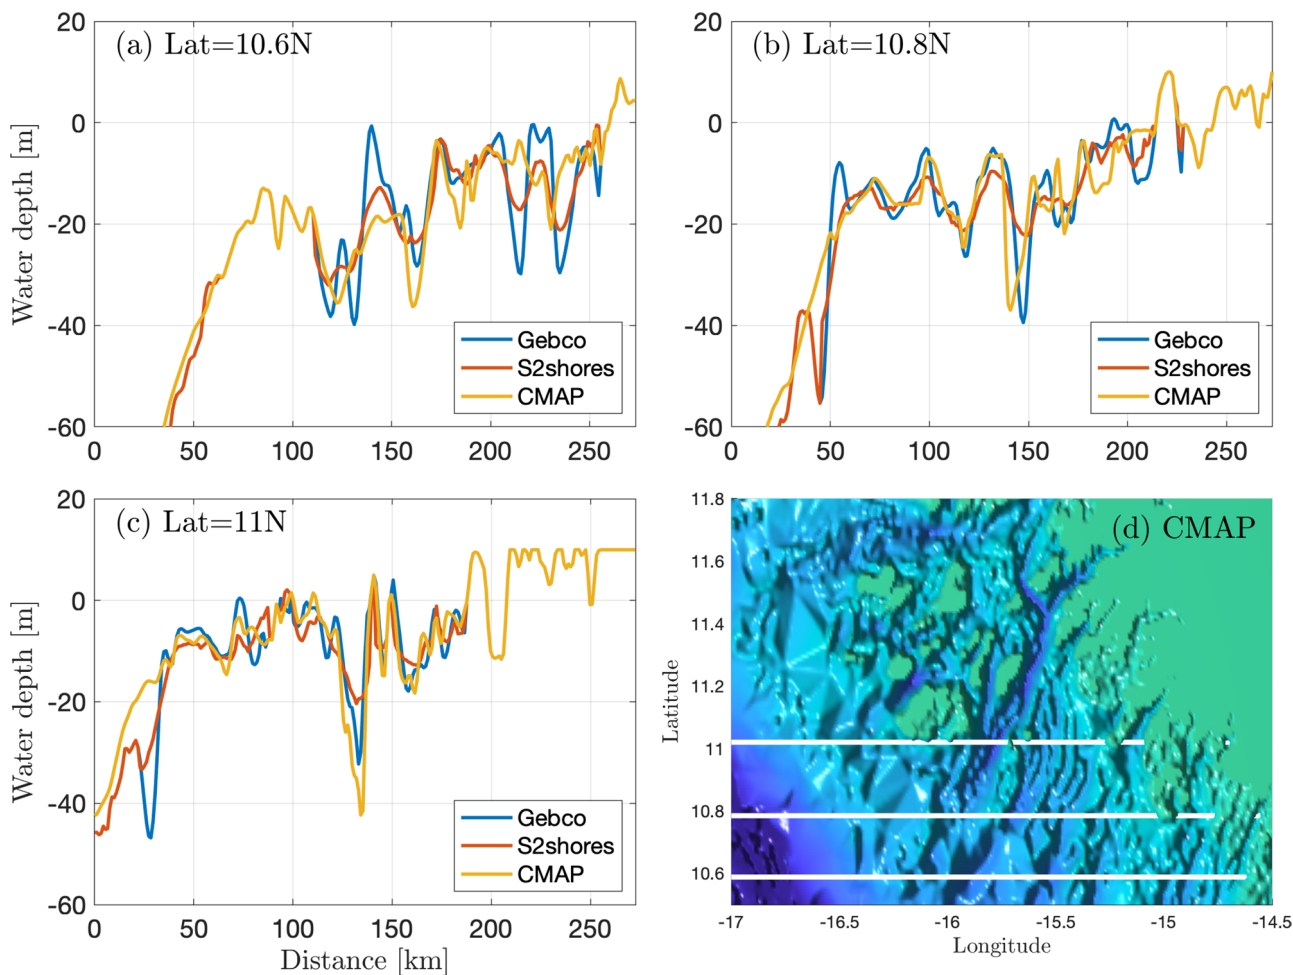 (a) Lat=10.6N
20
0
-20
-40
-60
Water depth [m]
0 50 100 150 200 250
Gebco
S2shores
CMAP
(b) Lat=10.8N
20
0
-20
-40
-60
0 50 100 150 200 250
Gebco
S2shores
CMAP
(c) Lat=11N
20
0
-20
-40
-60
Water depth [m]
0 50 100 150 200 250
Distance [km]
Gebco
S2shores
CMAP
(d) CMAP
11.8
11.6
11.4
11.2
11
10.8
10.6
Latitude
-17 -16.5 -16 -15.5 -15 -14.5
Longitude